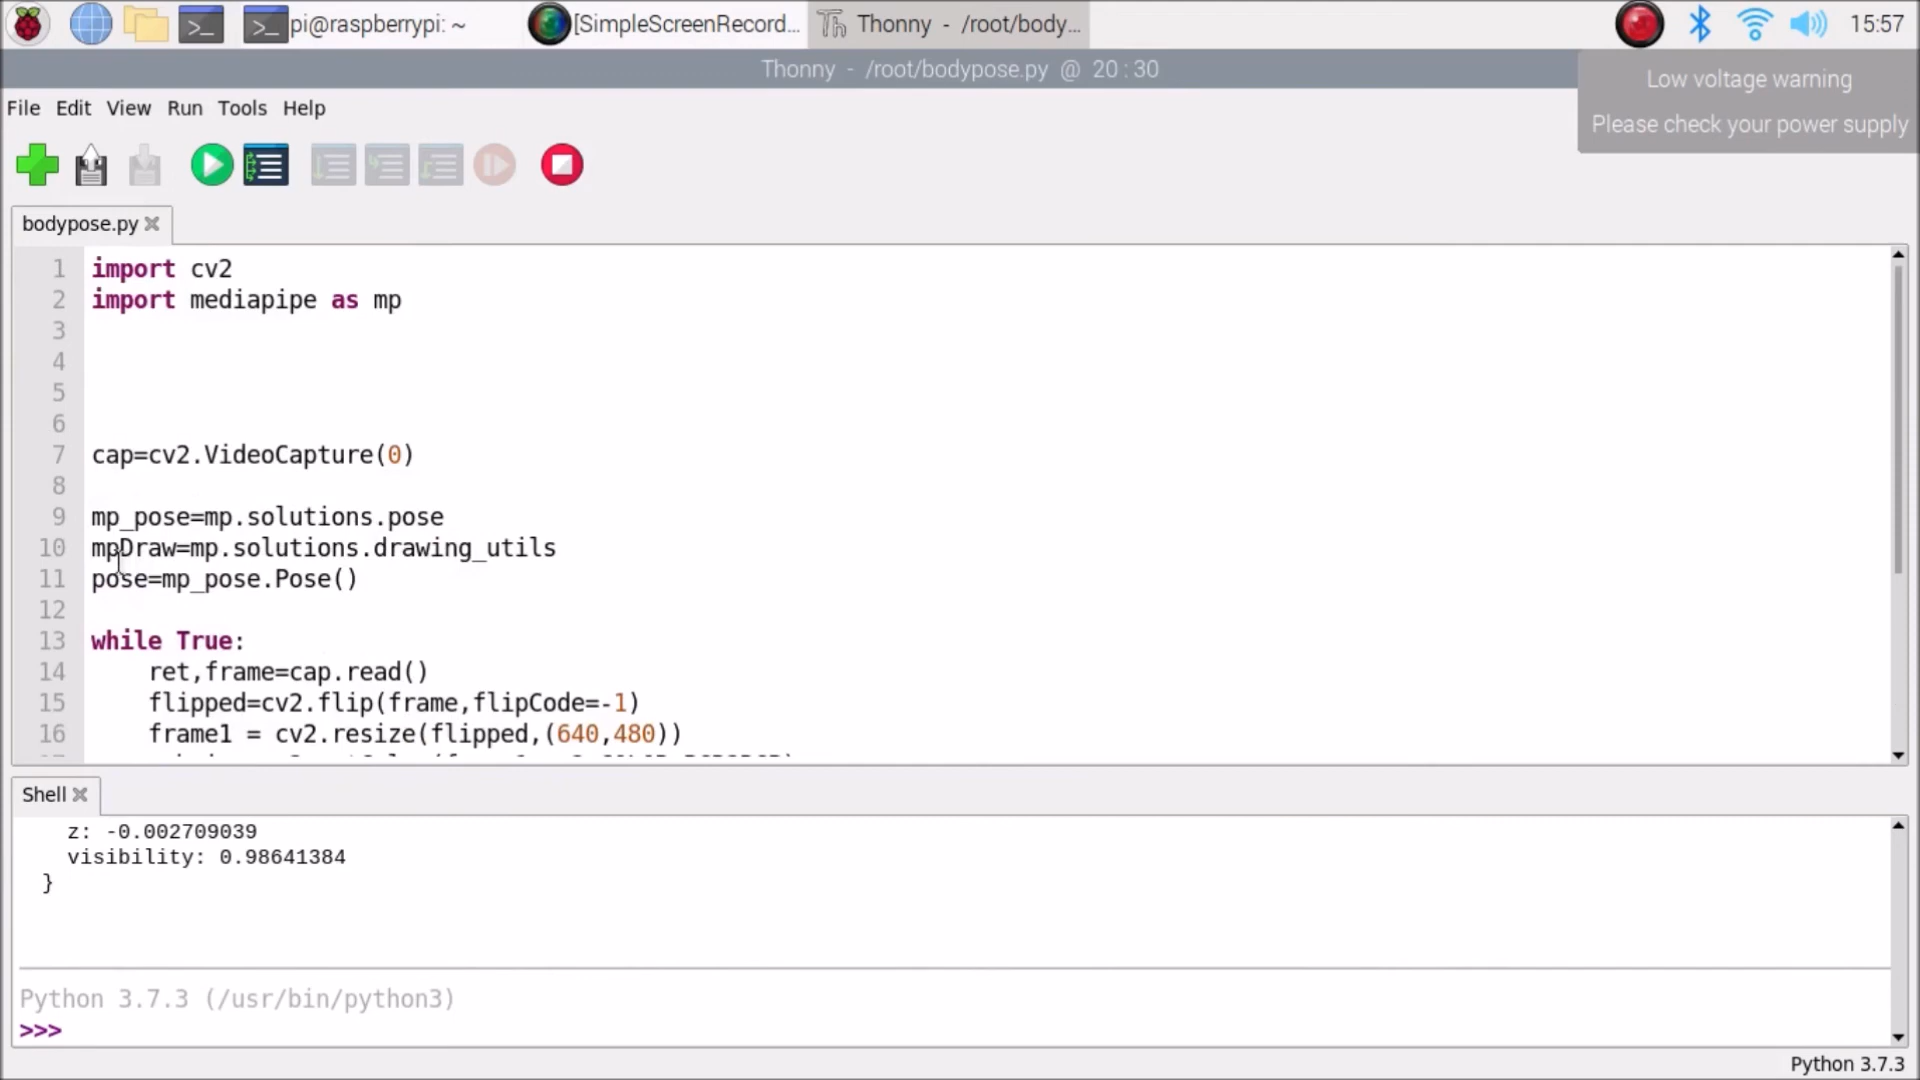 pi@raspberrypi: ~
[SimpleScreenRecord...
Thonny - /root/body...
15:57
Thonny - /root/bodypose.py @ 20:30
Low voltage warning
Please check your power supply
File Edit View Run Tools Help
bodypose.py
1 import cv2
2 import mediapipe as mp
3
4
5
6
7 cap=cv2.VideoCapture(0)
8
9 mp_pose=mp.solutions.pose
10 mpDraw=mp.solutions.drawing_utils
11 pose=mp_pose.Pose()
12
13 while True:
14 ret,frame=cap.read()
15 flipped=cv2.flip(frame,flipCode=-1)
16 frame1 = cv2.resize(flipped,(640,480))
Shell
z: -0.002709039
visibility: 0.98641384
}
Python 3.7.3 (/usr/bin/python3)
>>>
Python 3.7.3